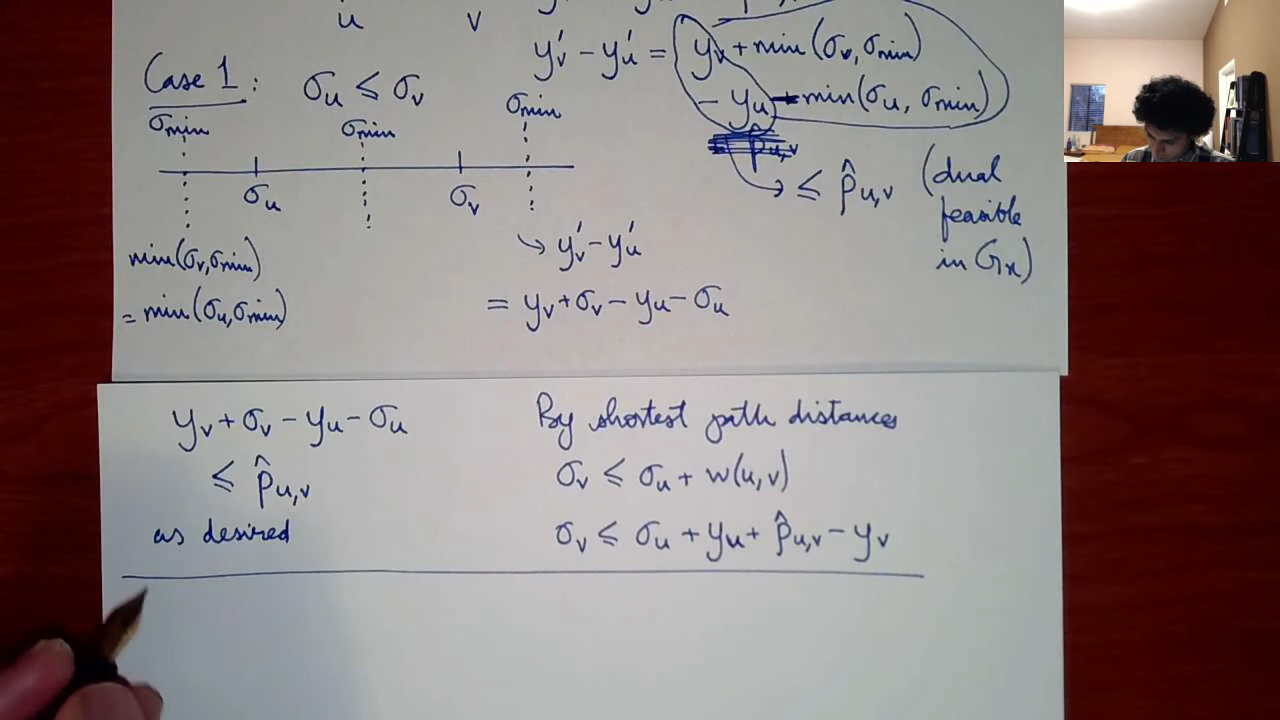 u v
y'v - y'u = yv + min(σv, σmin)
- yu - min(σu, σmin)
Case 1: σu ≤ σv
σmin σmin σmin
σu σv
p̂u,v
≤ p̂u,v (dual
feasible
in Gx)
min(σv, σmin)
= min(σu, σmin)
↳ y'v - y'u
= yv + σv - yu - σu
yv + σv - yu - σu
≤ p̂u,v
as desired
By shortest path distances
σv ≤ σu + w(u, v)
σv ≤ σu + yu + p̂u,v - yv